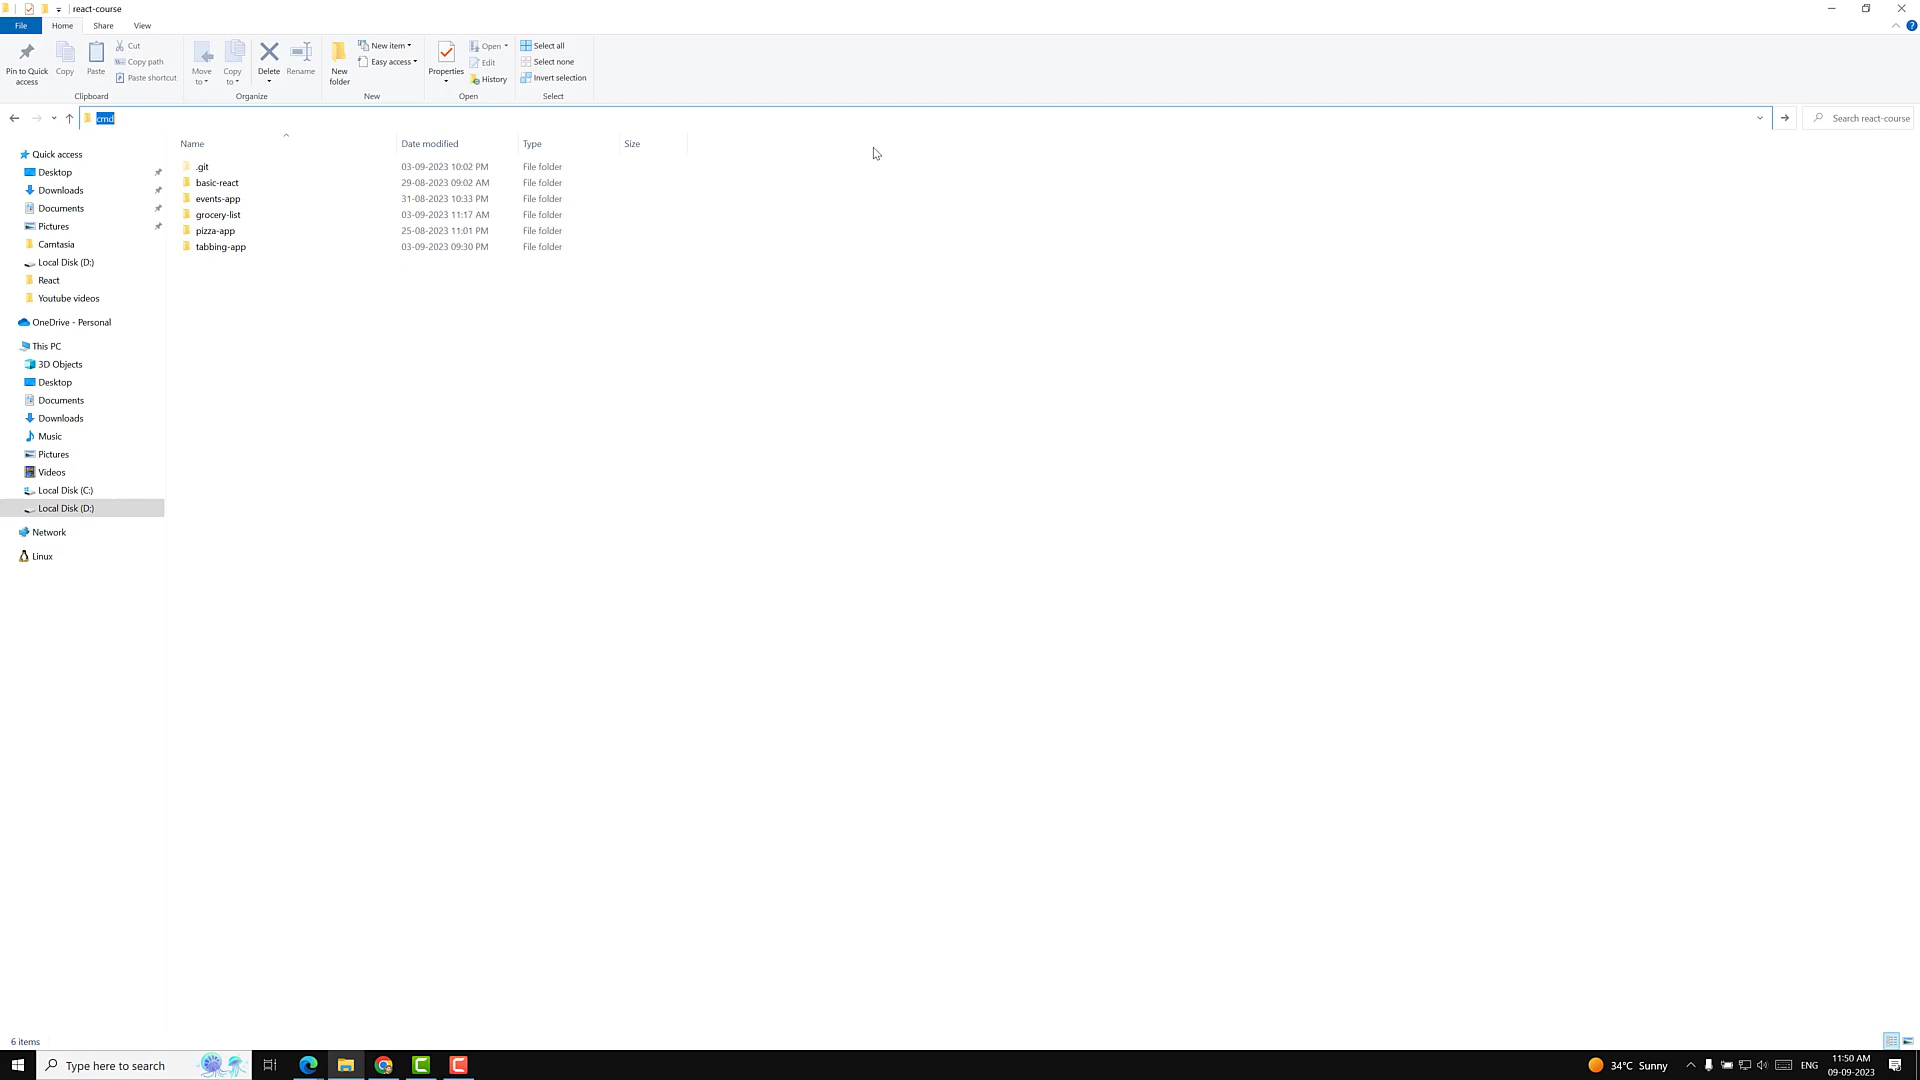 react-course
File Home Share View
Pin to Quick access
Copy
Paste
Cut
Copy path
Paste shortcut
Clipboard
Move to
Copy to
Delete
Rename
Organize
New folder
New item
Easy access
New
Properties
Open
Edit
History
Open
Select all
Select none
Invert selection
Select
cmd
Search react-course
Name Date modified Type Size
.git 03-09-2023 10:02 PM File folder
basic-react 29-08-2023 09:02 AM File folder
events-app 31-08-2023 10:33 PM File folder
grocery-list 03-09-2023 11:17 AM File folder
pizza-app 25-08-2023 11:01 PM File folder
tabbing-app 03-09-2023 09:30 PM File folder
Quick access
Desktop
Downloads
Documents
Pictures
Camtasia
Local Disk (D:)
React
Youtube videos
OneDrive - Personal
This PC
3D Objects
Desktop
Documents
Downloads
Music
Pictures
Videos
Local Disk (C:)
Local Disk (D:)
Network
Linux
6 items
Type here to search
34°C Sunny
ENG
11:50 AM
09-09-2023